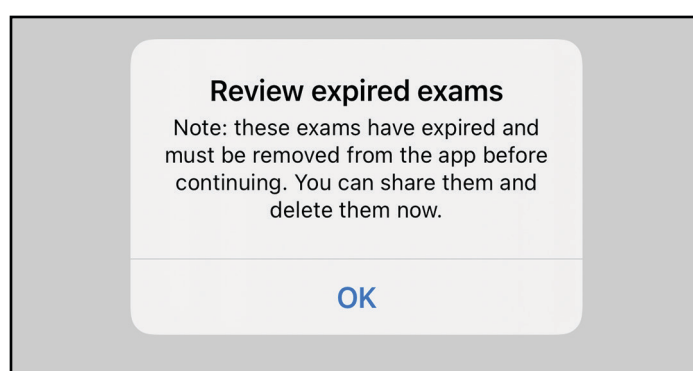 Review expired exams
Note: these exams have expired and
must be removed from the app before
continuing. You can share them and
delete them now.
OK